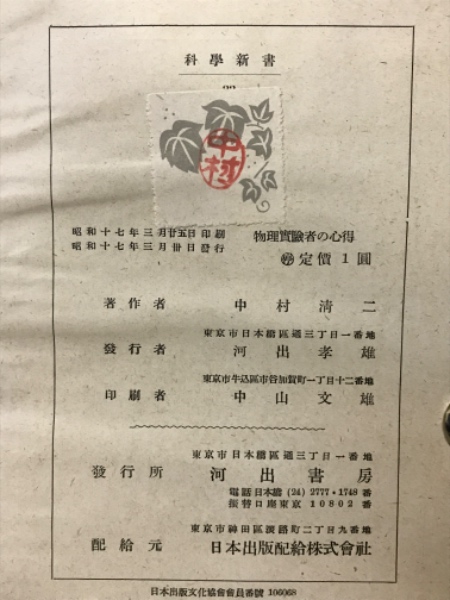 科學新書
中村
昭和十七年三月廿五日印刷
昭和十七年三月卅日發行
物理實驗者の心得
定價1圓
著作者 中村淸二
東京市日本橋區通三丁目一番地
發行者 河出孝雄
東京市牛込區市谷加賀町一丁目十二番地
印刷者 中山文雄
東京市日本橋區通三丁目一番地
發行所 河出書房
電話日本橋(24)2777・1748番
振替口座東京10802番
東京市神田區淡路町二丁目九番地
配給元 日本出版配給株式會社
日本出版文化協會會員番號 106068